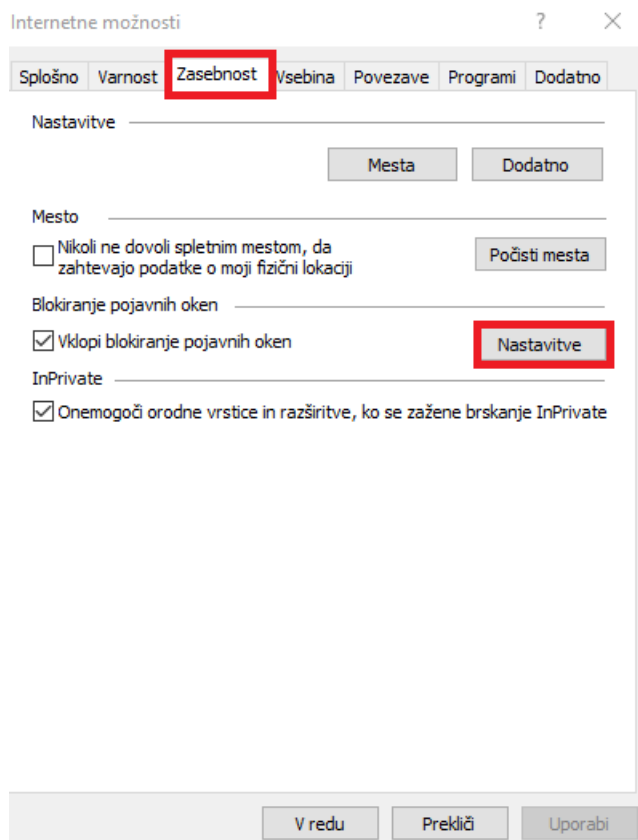 Internetne možnosti ?
Splošno Varnost Zasebnost Vsebina Povezave Programi Dodatno
Nastavitve
Mesta Dodatno
Mesto
Nikoli ne dovoli spletnim mestom, da
zahtevajo podatke o moji fizični lokaciji
Počisti mesta
Blokiranje pojavnih oken
Vklopi blokiranje pojavnih oken Nastavitve
InPrivate
Onemogoči orodne vrstice in razširitve, ko se zažene brskanje InPrivate
V redu Prekliči Uporabi